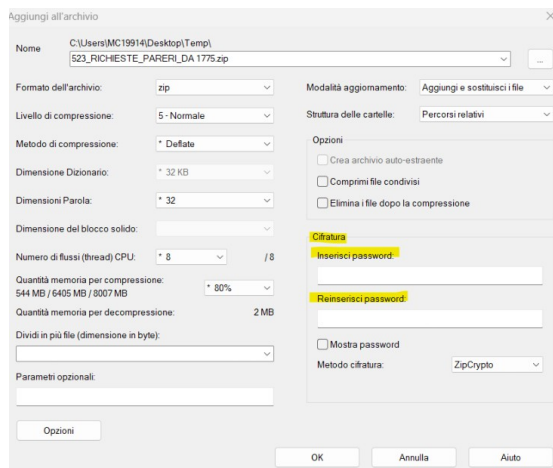 Aggiungi all'archivio
Nome
C:\Users\MC19914\Desktop\Temp\
523_RICHIESTE_PARERI_DA 1775.zip
...
Formato dell'archivio: zip
Livello di compressione: 5 - Normale
Metodo di compressione: * Deflate
Dimensione Dizionario: * 32 KB
Dimensioni Parola: * 32
Dimensione del blocco solido:
Numero di flussi (thread) CPU: * 8 / 8
Quantità memoria per compressione:
544 MB / 6405 MB / 8007 MB
* 80%
Quantità memoria per decompressione: 2 MB
Dividi in più file (dimensione in byte):
Parametri opzionali:
Opzioni
Modalità aggiornamento: Aggiungi e sostituisci i file
Struttura delle cartelle: Percorsi relativi
Opzioni
Crea archivio auto-estraente
Comprimi file condivisi
Elimina i file dopo la compressione
Cifratura
Inserisci password:
Reinserisci password:
Mostra password
Metodo cifratura: ZipCrypto
OK Annulla Aiuto